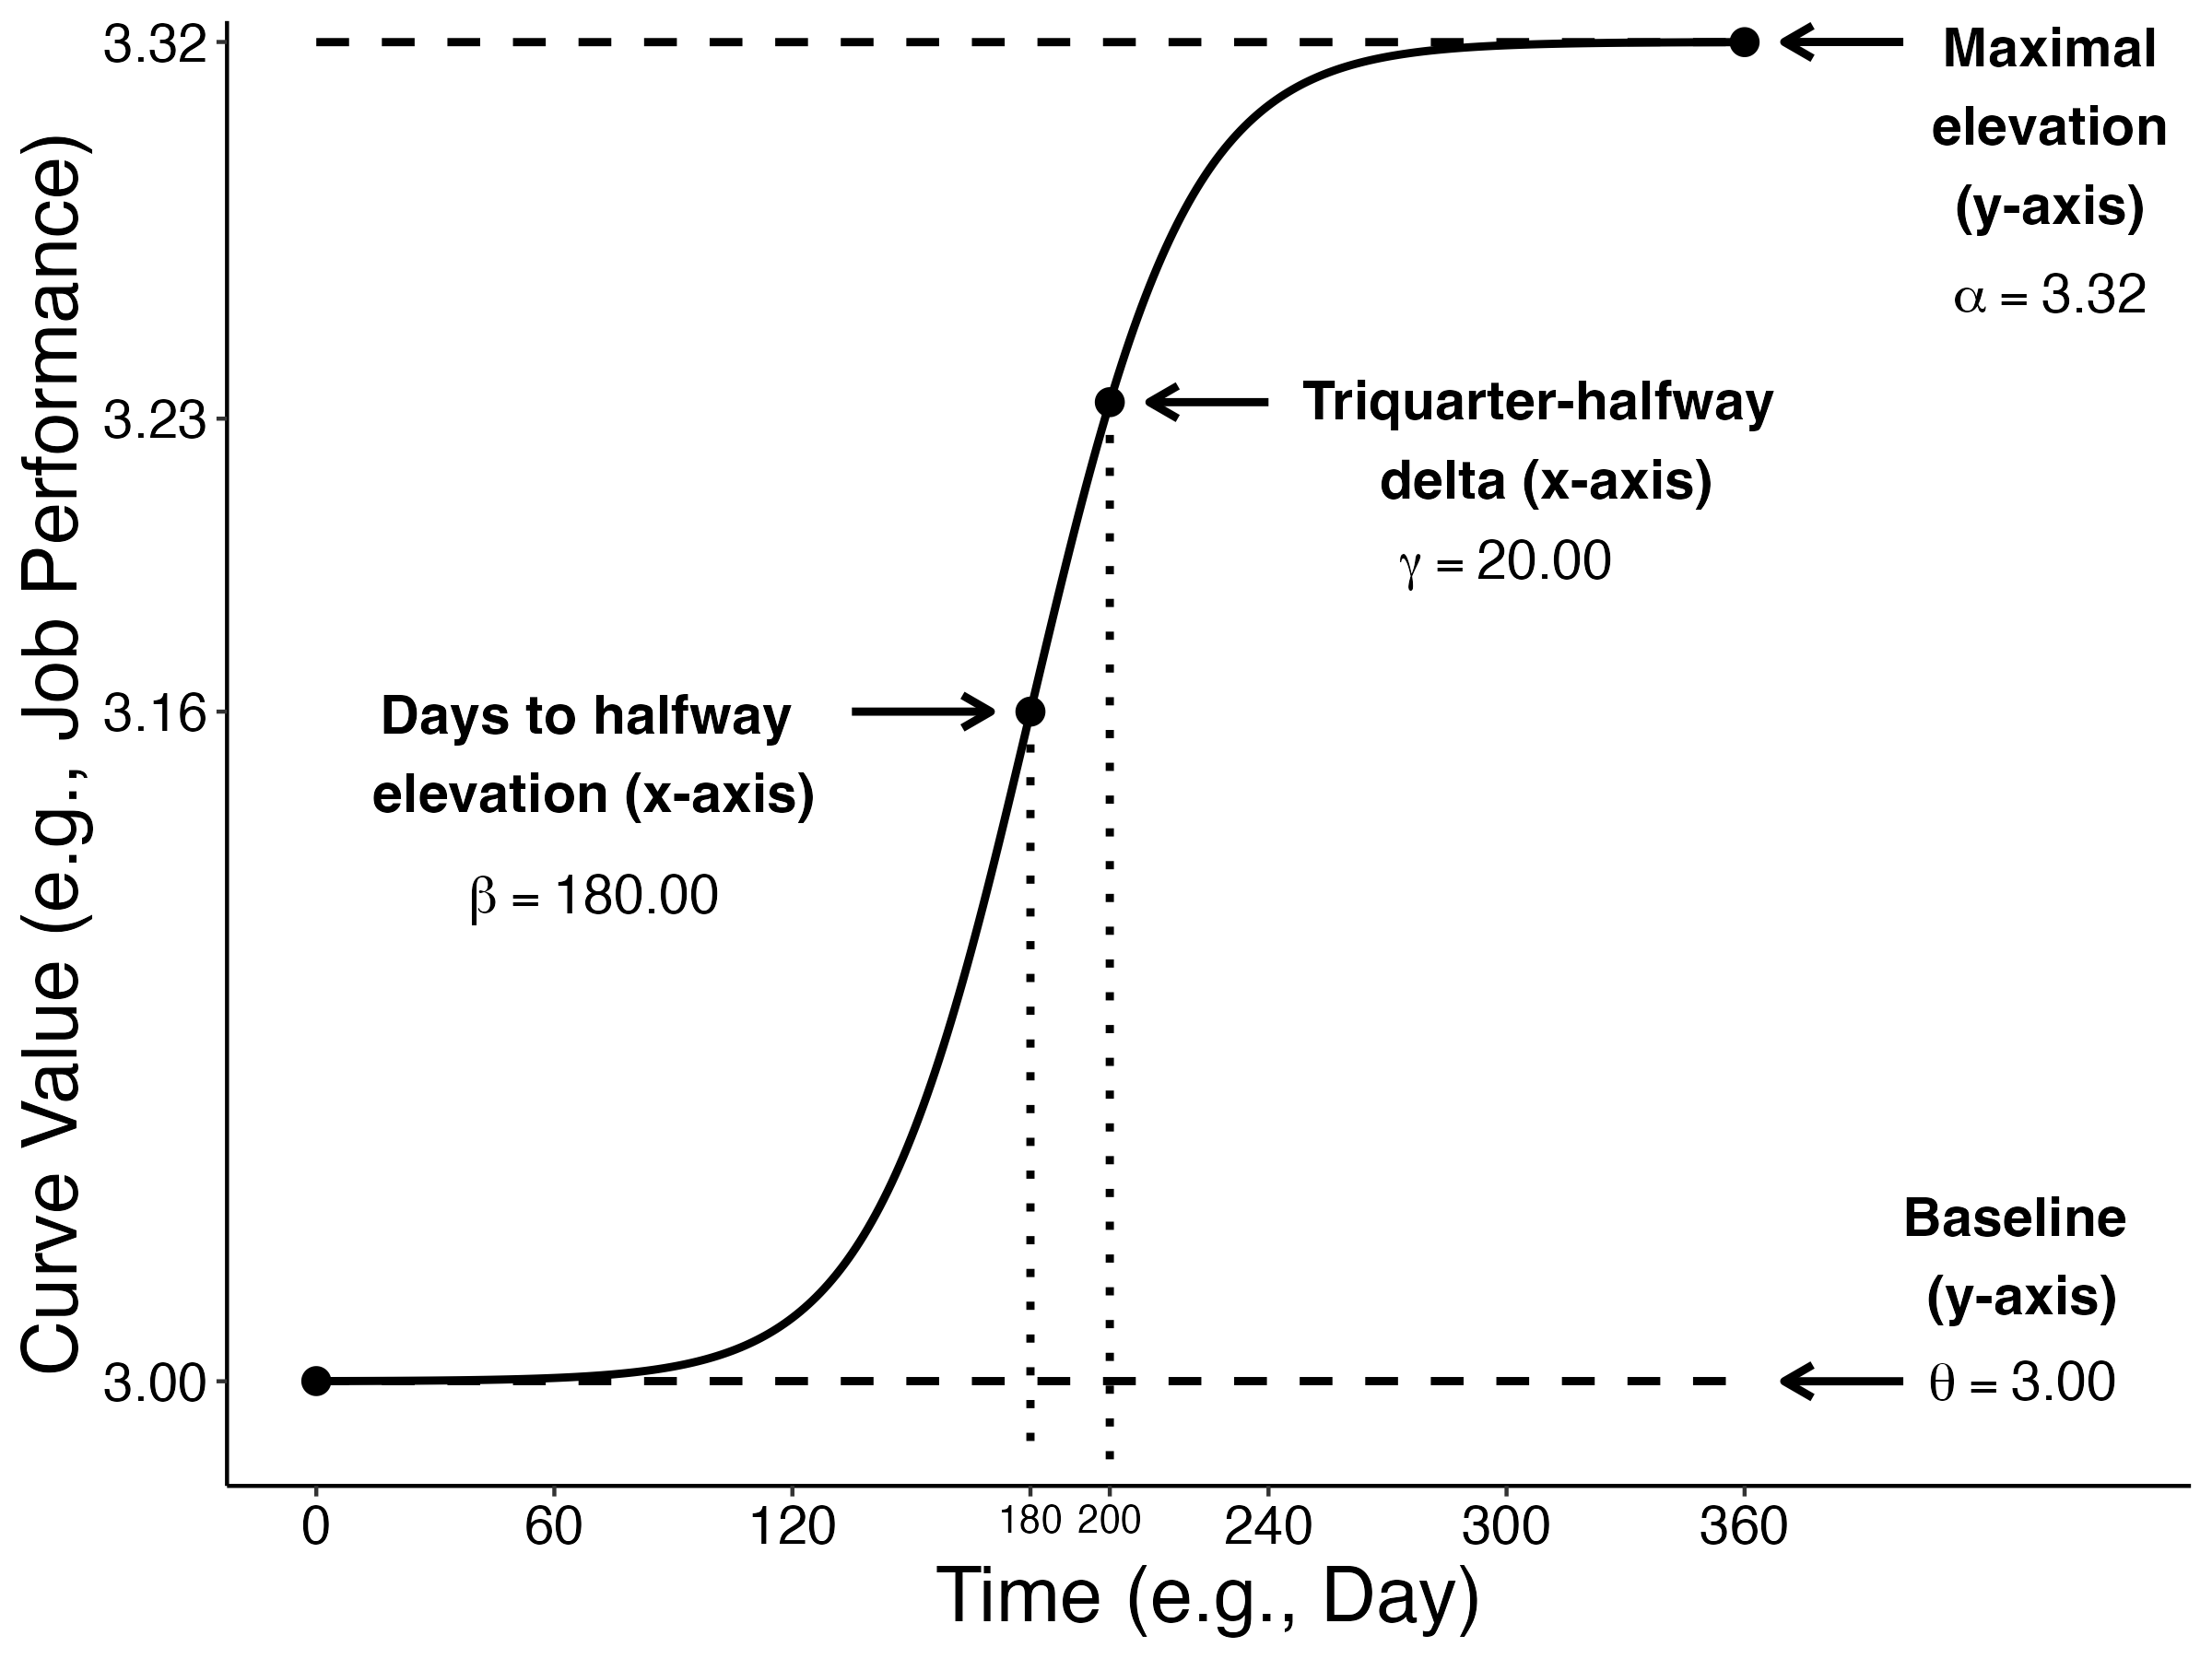 Curve Value (e.g., Job Performance)
3.32
3.23
3.16
3.00
Maximal
elevation
(y-axis)
α = 3.32
Triquarter-halfway
delta (x-axis)
γ = 20.00
Days to halfway
elevation (x-axis)
β = 180.00
Baseline
(y-axis)
θ = 3.00
0 60 120 180 200 240 300 360
Time (e.g., Day)